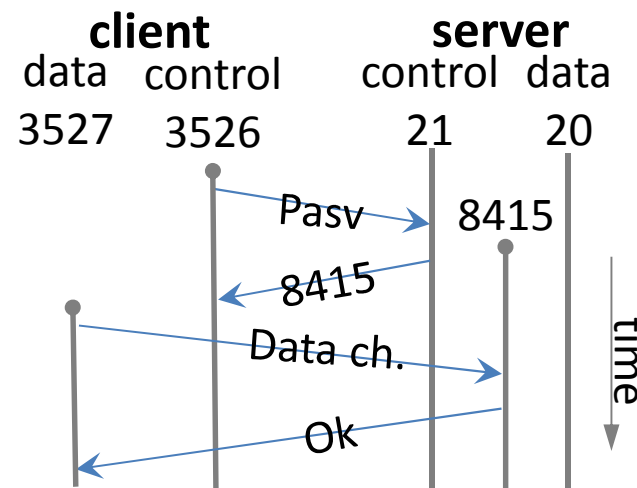 client server
data control control data
3527 3526 21 20
Pasv
8415
8415
Data ch.
Ok
time